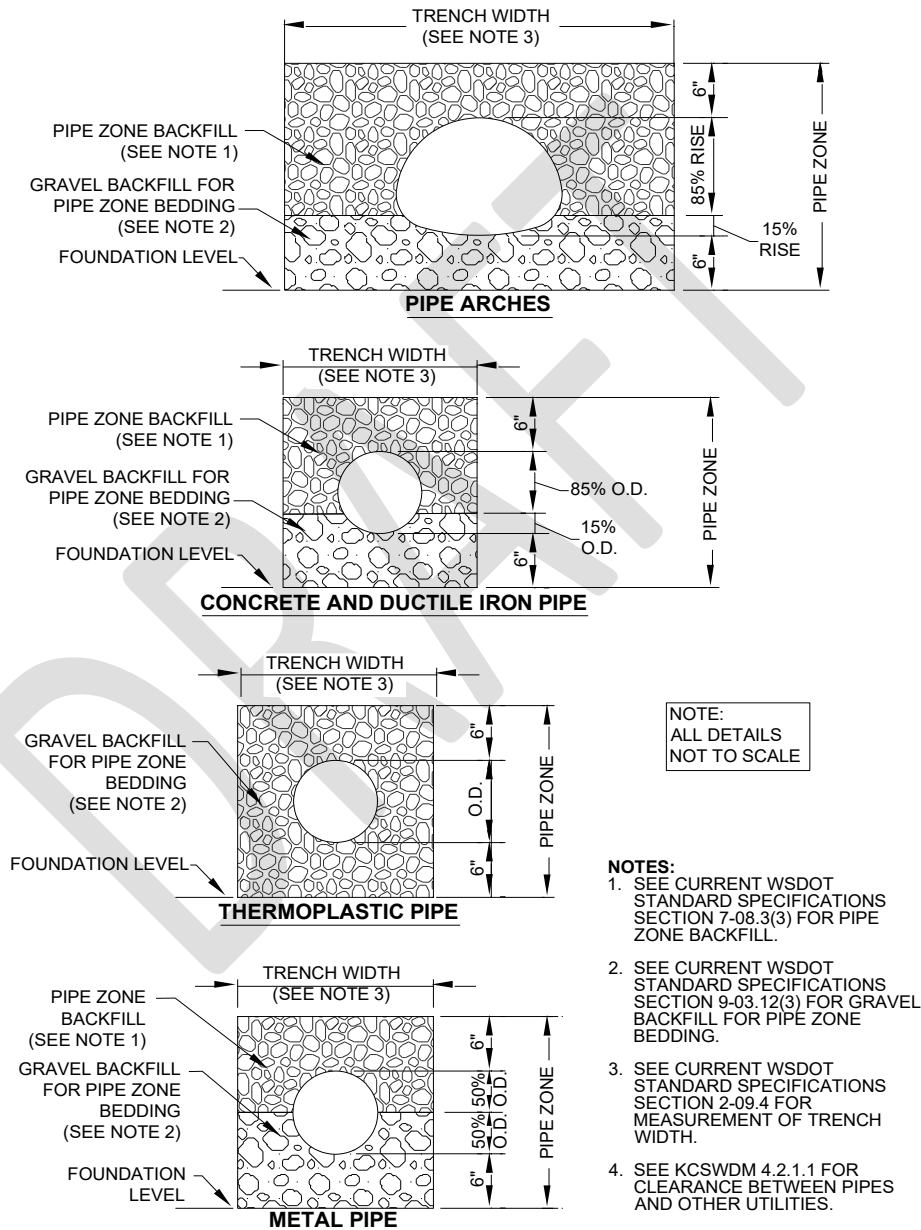 TRENCH WIDTH
(SEE NOTE 3)
PIPE ZONE BACKFILL
(SEE NOTE 1)
GRAVEL BACKFILL FOR
PIPE ZONE BEDDING
(SEE NOTE 2)
FOUNDATION LEVEL
6"
85% RISE
15%
RISE
6"
PIPE ZONE
PIPE ARCHES
TRENCH WIDTH
(SEE NOTE 3)
PIPE ZONE BACKFILL
(SEE NOTE 1)
GRAVEL BACKFILL FOR
PIPE ZONE BEDDING
(SEE NOTE 2)
FOUNDATION LEVEL
6"
85% O.D.
15%
O.D.
6"
PIPE ZONE
CONCRETE AND DUCTILE IRON PIPE
TRENCH WIDTH
(SEE NOTE 3)
GRAVEL BACKFILL
FOR PIPE ZONE
BEDDING
(SEE NOTE 2)
FOUNDATION LEVEL
6"
O.D.
6"
PIPE ZONE
THERMOPLASTIC PIPE
TRENCH WIDTH
(SEE NOTE 3)
PIPE ZONE
BACKFILL
(SEE NOTE 1)
GRAVEL BACKFILL
FOR PIPE ZONE
BEDDING
(SEE NOTE 2)
FOUNDATION
LEVEL
6"
50%
O.D.
50%
O.D.
6"
PIPE ZONE
METAL PIPE
NOTE:
ALL DETAILS
NOT TO SCALE
NOTES:
1. SEE CURRENT WSDOT
STANDARD SPECIFICATIONS
SECTION 7-08.3(3) FOR PIPE
ZONE BACKFILL.
2. SEE CURRENT WSDOT
STANDARD SPECIFICATIONS
SECTION 9-03.12(3) FOR GRAVEL
BACKFILL FOR PIPE ZONE
BEDDING.
3. SEE CURRENT WSDOT
STANDARD SPECIFICATIONS
SECTION 2-09.4 FOR
MEASUREMENT OF TRENCH
WIDTH.
4. SEE KCSWDM 4.2.1.1 FOR
CLEARANCE BETWEEN PIPES
AND OTHER UTILITIES.
DRAFT